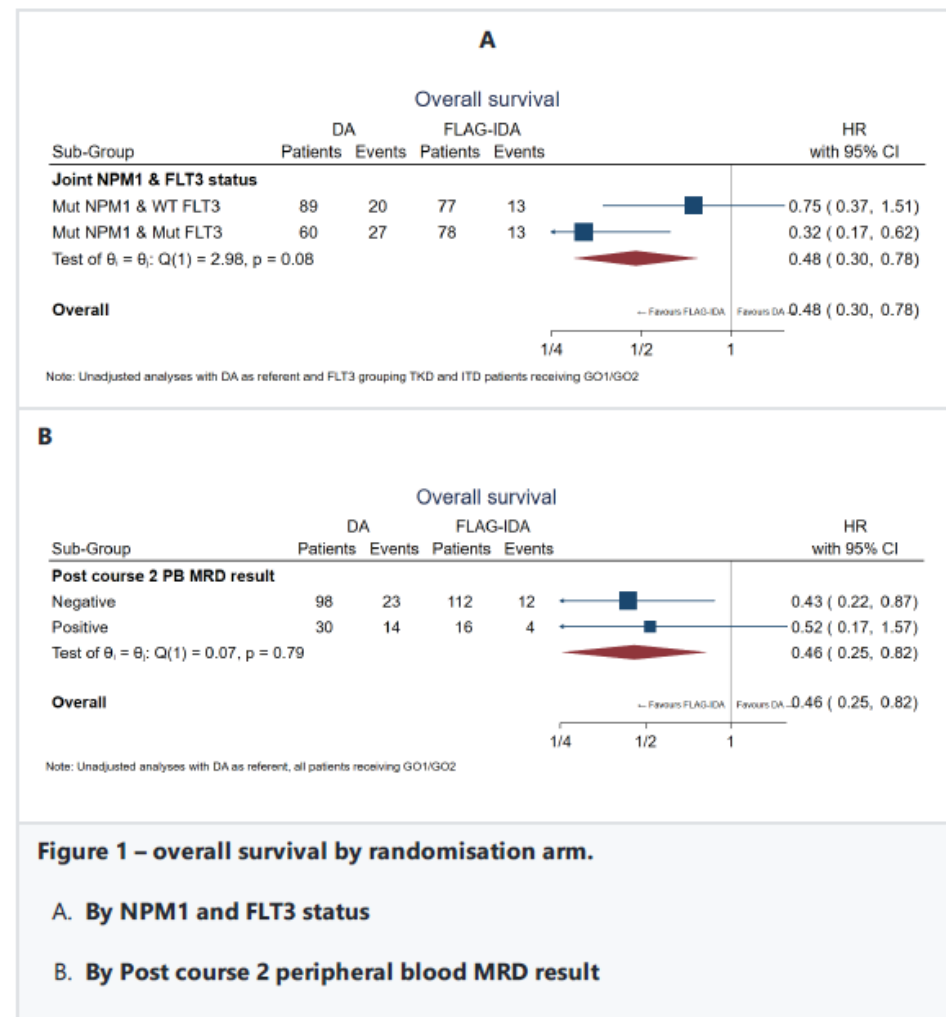 A
Overall survival
DA FLAG-IDA HR
Sub-Group Patients Events Patients Events with 95% CI
Joint NPM1 & FLT3 status
Mut NPM1 & WT FLT3 89 20 77 13 0.75 ( 0.37, 1.51)
Mut NPM1 & Mut FLT3 60 27 78 13 0.32 ( 0.17, 0.62)
Test of θᵢ = θⱼ: Q(1) = 2.98, p = 0.08 0.48 ( 0.30, 0.78)
Overall ← Favours FLAG-IDA Favours DA → 0.48 ( 0.30, 0.78)
1/4 1/2 1
Note: Unadjusted analyses with DA as referent and FLT3 grouping TKD and ITD patients receiving GO1/GO2
B
Overall survival
DA FLAG-IDA HR
Sub-Group Patients Events Patients Events with 95% CI
Post course 2 PB MRD result
Negative 98 23 112 12 0.43 ( 0.22, 0.87)
Positive 30 14 16 4 0.52 ( 0.17, 1.57)
Test of θᵢ = θⱼ: Q(1) = 0.07, p = 0.79 0.46 ( 0.25, 0.82)
Overall ← Favours FLAG-IDA Favours DA → 0.46 ( 0.25, 0.82)
1/4 1/2 1
Note: Unadjusted analyses with DA as referent, all patients receiving GO1/GO2
Figure 1 – overall survival by randomisation arm.
A. By NPM1 and FLT3 status
B. By Post course 2 peripheral blood MRD result